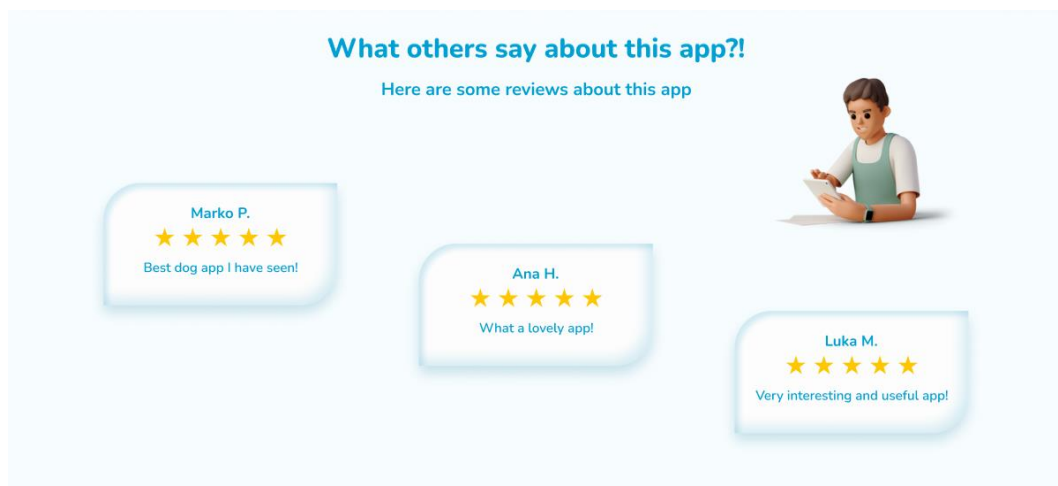 What others say about this app?!
Here are some reviews about this app
Marko P.
Best dog app I have seen!
Ana H.
What a lovely app!
Luka M.
Very interesting and useful app!